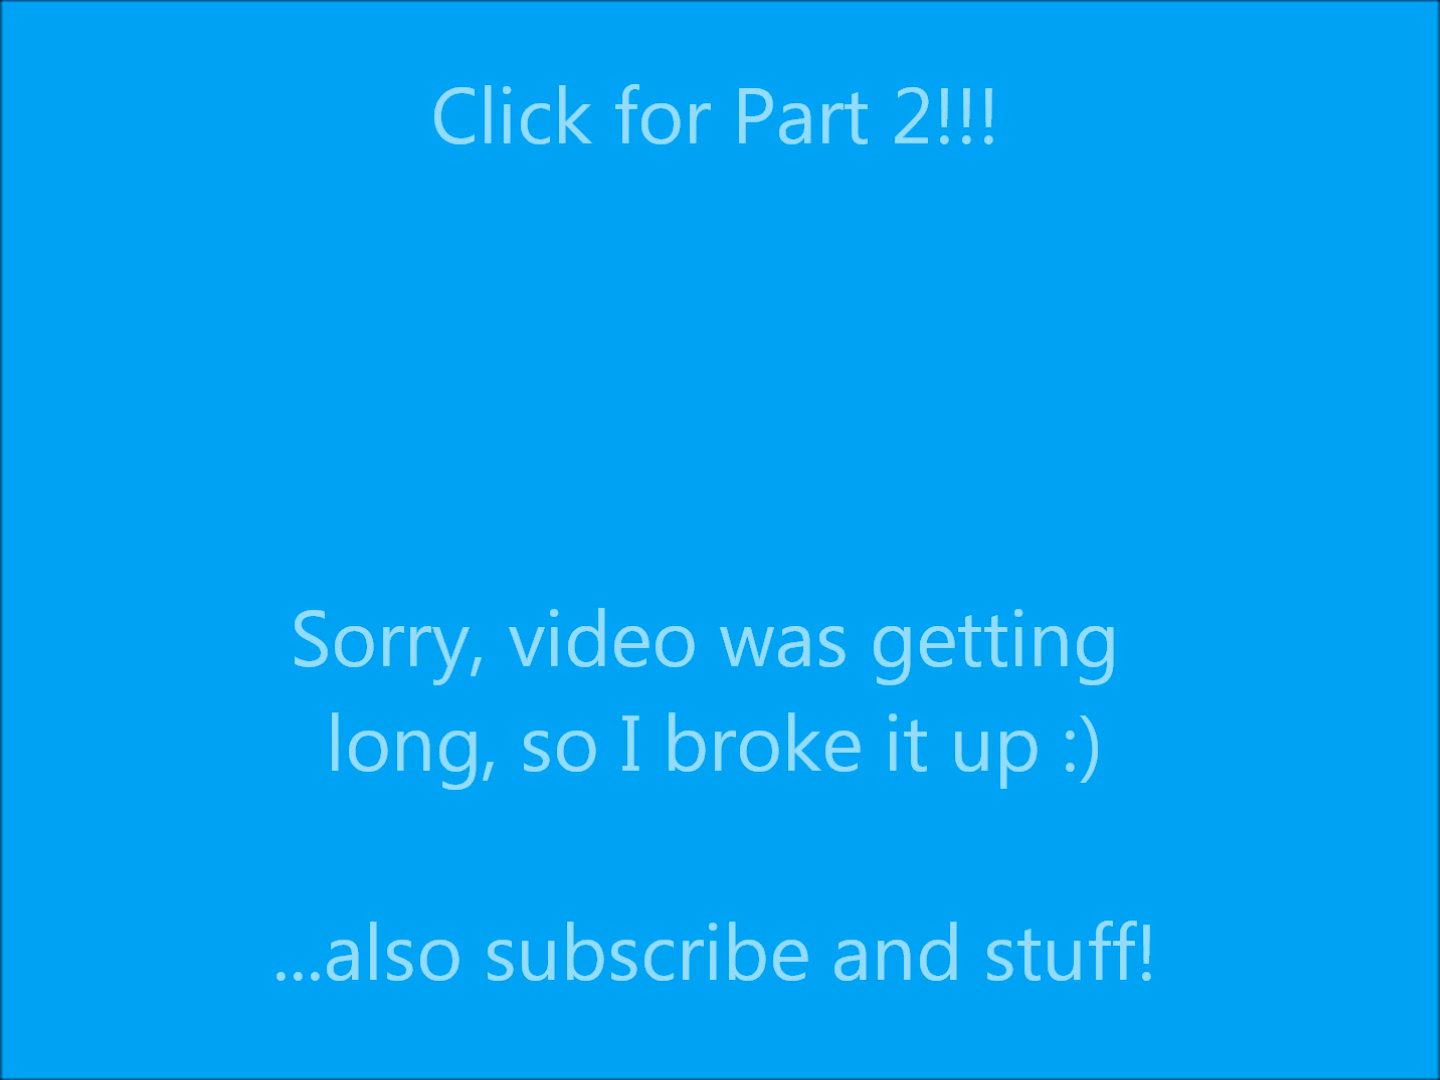 Click for Part 2!!!
Sorry, video was getting
long, so I broke it up :)
...also subscribe and stuff!